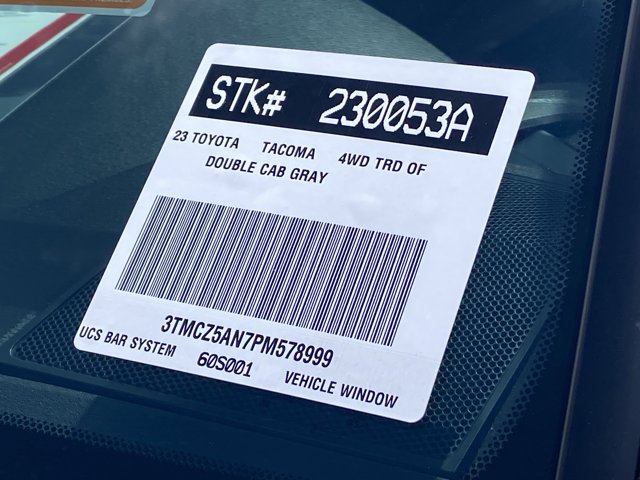 STK# 230053A
23 TOYOTA TACOMA 4WD TRD OF
DOUBLE CAB GRAY
3TMCZ5AN7PM578999
UCS BAR SYSTEM 60S001 VEHICLE WINDOW